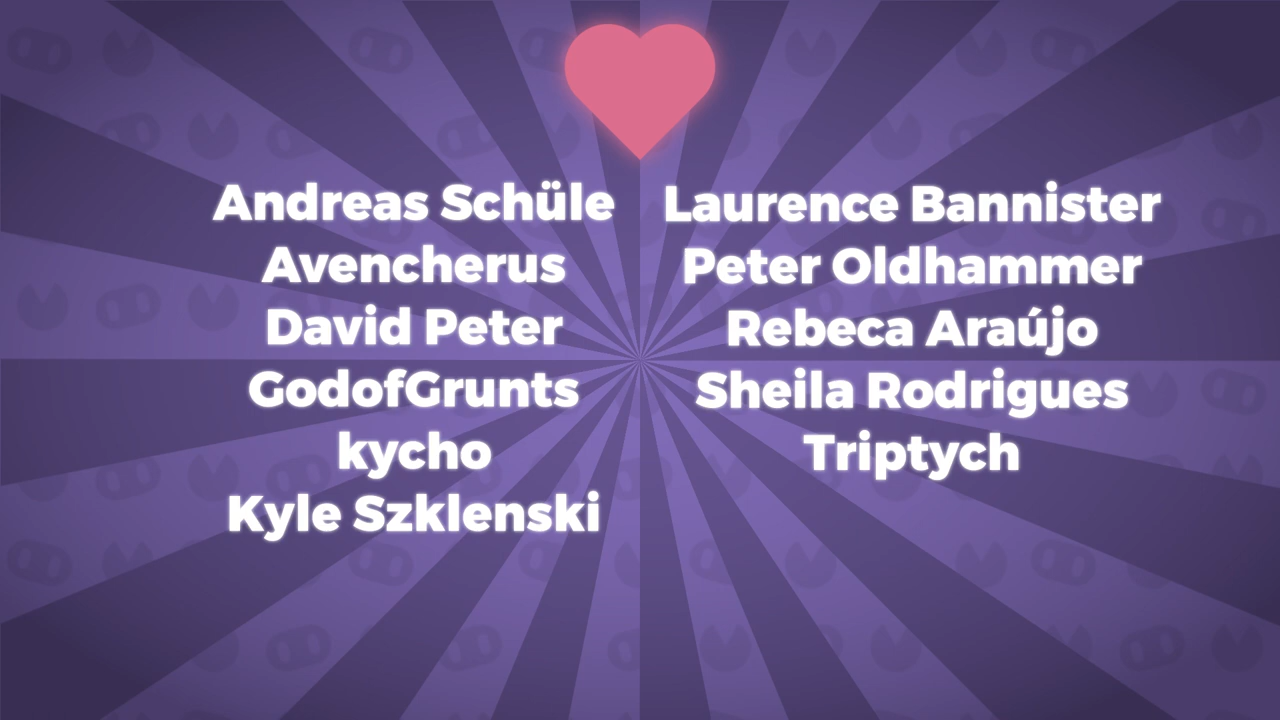 Andreas Schüle
Avencherus
David Peter
GodofGrunts
kycho
Kyle Szklenski
Laurence Bannister
Peter Oldhammer
Rebeca Araújo
Sheila Rodrigues
Triptych